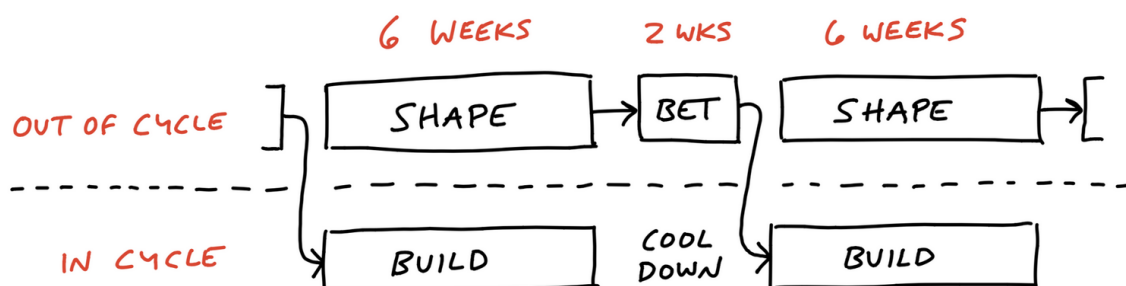 6 WEEKS
2 WKS
6 WEEKS
OUT OF CYCLE
SHAPE
BET
SHAPE
IN CYCLE
BUILD
COOL
DOWN
BUILD